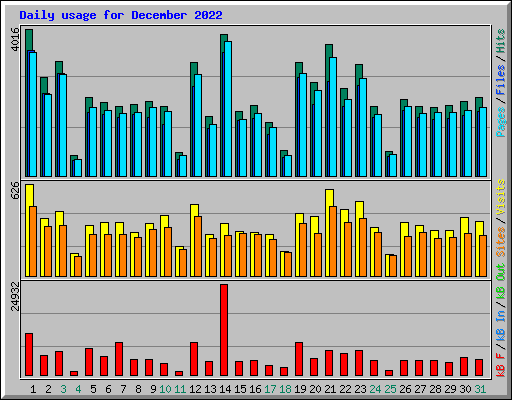 Daily usage for December 2022
4016
Pages / Files / Hits
626
Sites / Visits
24932
kB F / kB In / kB Out
1 2 3 4 5 6 7 8 9 10 11 12 13 14 15 16 17 18 19 20 21 22 23 24 25 26 27 28 29 30 31